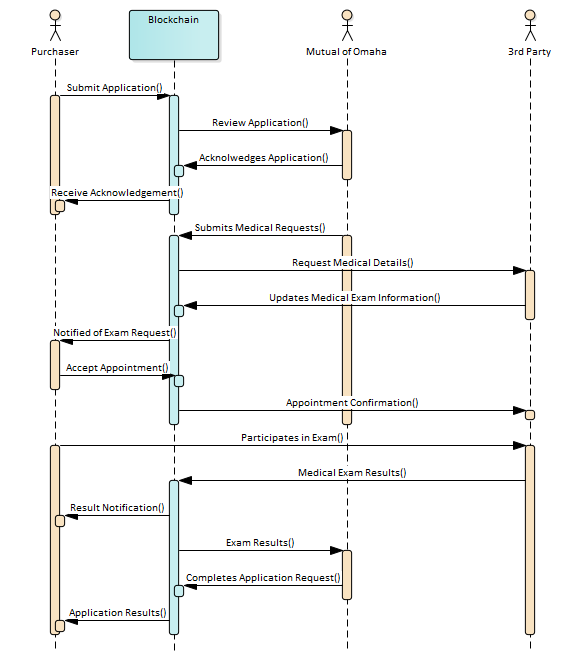 Purchaser
Blockchain
Mutual of Omaha
3rd Party
Submit Application()
Review Application()
Acknolwedges Application()
Receive Acknowledgement()
Submits Medical Requests()
Request Medical Details()
Updates Medical Exam Information()
Notified of Exam Request()
Accept Appointment()
Appointment Confirmation()
Participates in Exam()
Medical Exam Results()
Result Notification()
Exam Results()
Completes Application Request()
Application Results()